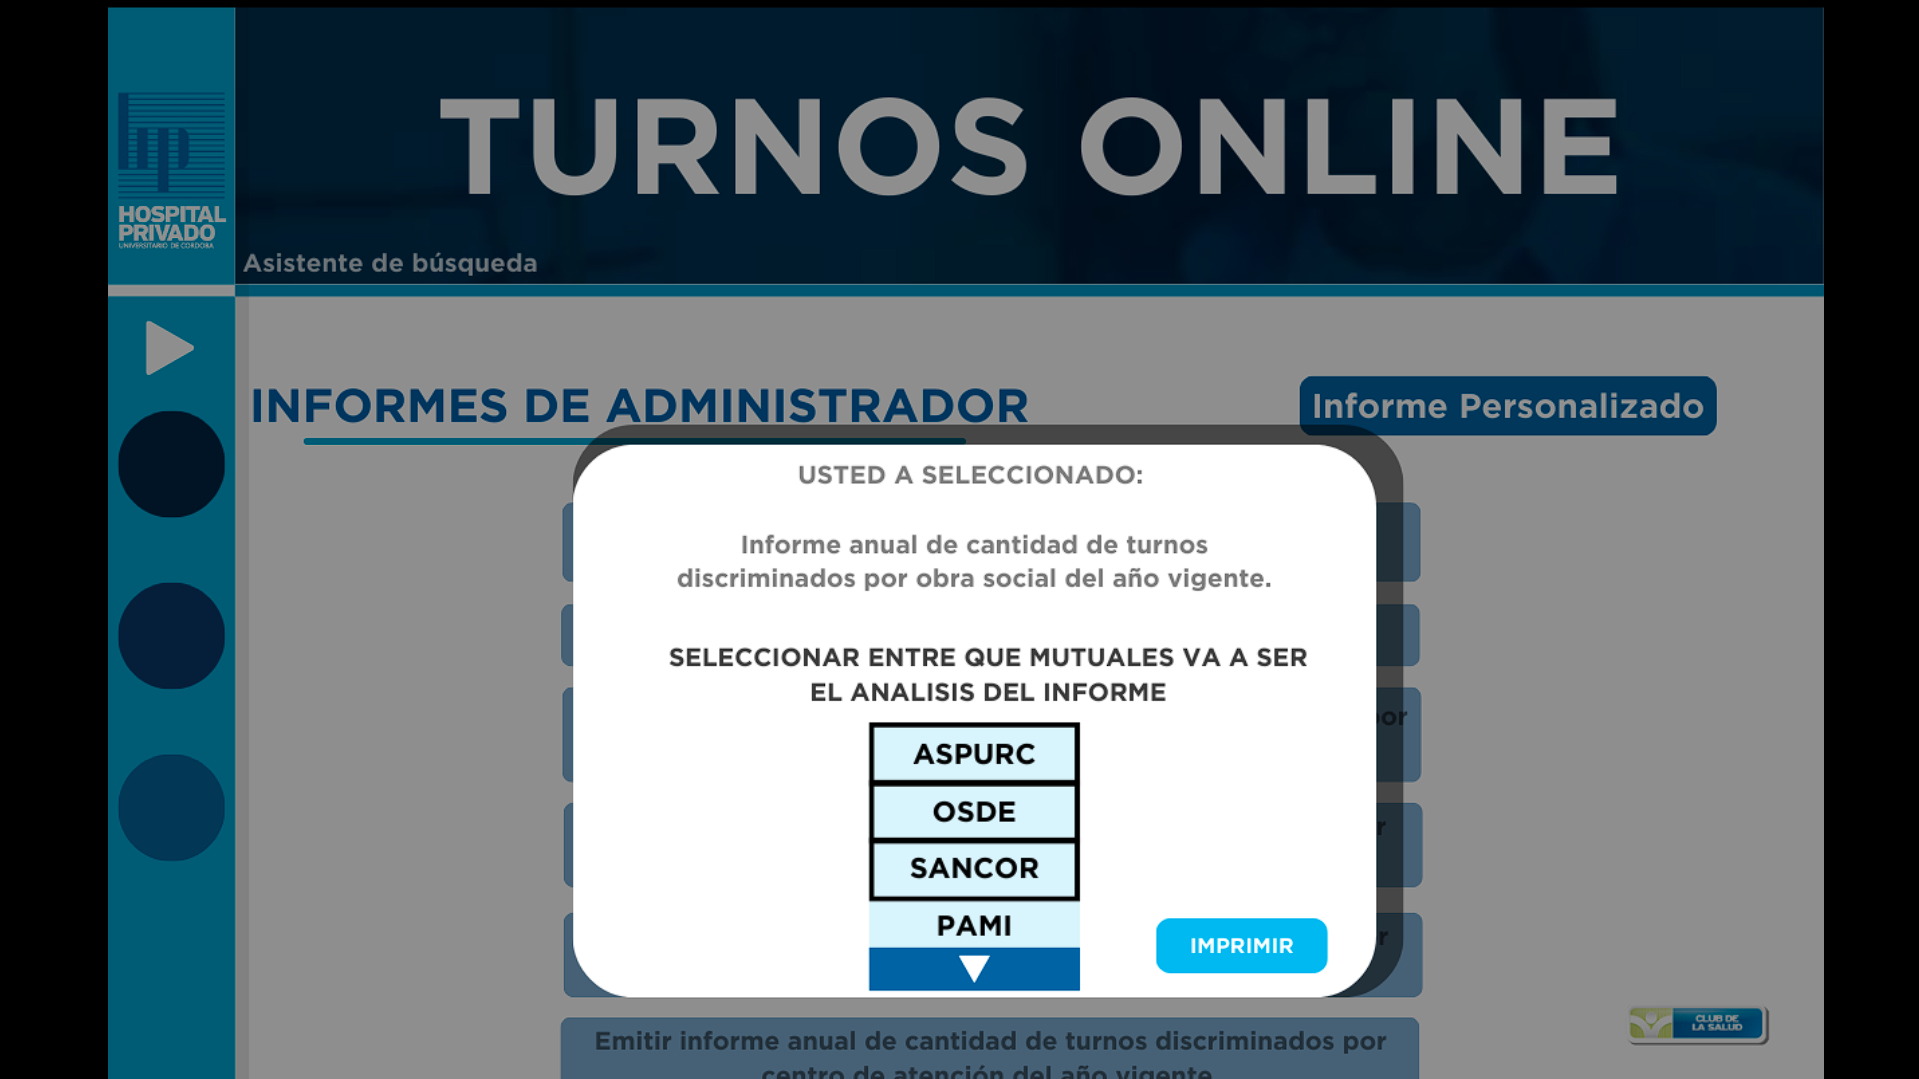 TURNOS ONLINE
hp
HOSPITAL
PRIVADO
UNIVERSITARIO DE CÓRDOBA
Asistente de búsqueda
INFORMES DE ADMINISTRADOR
Informe Personalizado
USTED A SELECCIONADO:
Informe anual de cantidad de turnos
discriminados por obra social del año vigente.
SELECCIONAR ENTRE QUE MUTUALES VA A SER
EL ANALISIS DEL INFORME
ASPURC
OSDE
SANCOR
PAMI
IMPRIMIR
CLUB DE
LA SALUD
Emitir informe anual de cantidad de turnos discriminados por
centro de atención del año vigente